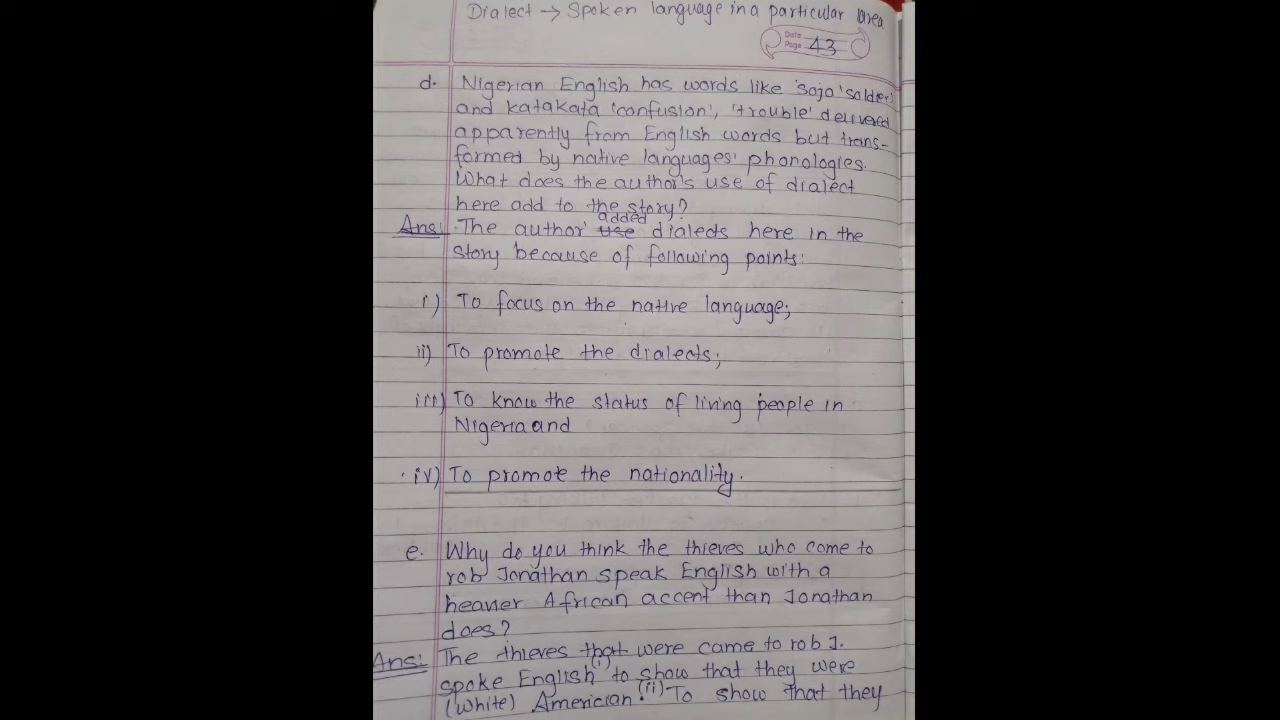 Dialect → Spoken language in a particular area
Date
Page 43
d. Nigerian English has words like 'soja' 'soldier'
and katakata 'confusion', 'trouble' delivered
apparently from English words but trans-
formed by native languages' phonologies.
What does the author's use of dialect
here add to the story?
Ans: The author added use dialects here in the
story because of following points:
i) To focus on the native language;
ii) To promote the dialects;
iii) To know the status of living people in
Nigeria and
iv) To promote the nationality.
e. Why do you think the thieves who come to
rob Jonathan speak English with a
heavier African accent than Jonathan
does?
Ans: The thieves that were came to rob J.
spoke English (i) to show that they were
(White) Americian. (ii) To show that they